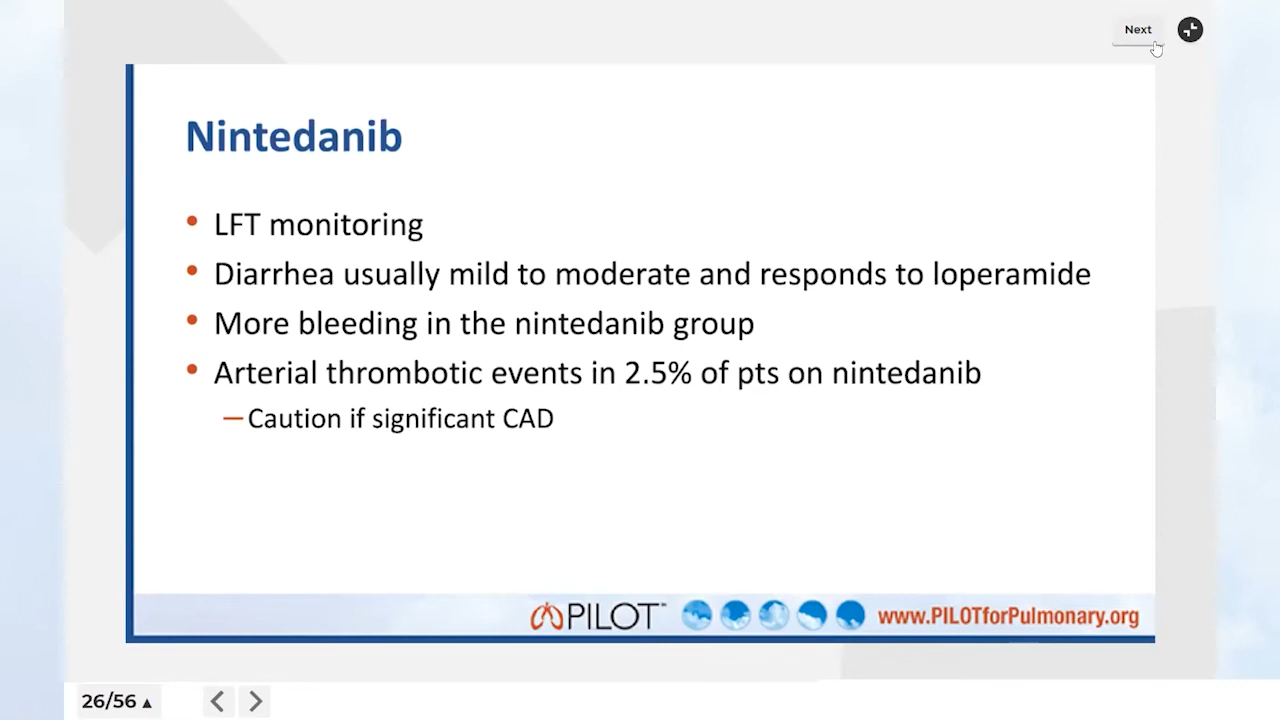 Next
Nintedanib
• LFT monitoring
• Diarrhea usually mild to moderate and responds to loperamide
• More bleeding in the nintedanib group
• Arterial thrombotic events in 2.5% of pts on nintedanib
– Caution if significant CAD
PILOT™ www.PILOTforPulmonary.org
26/56 ▲